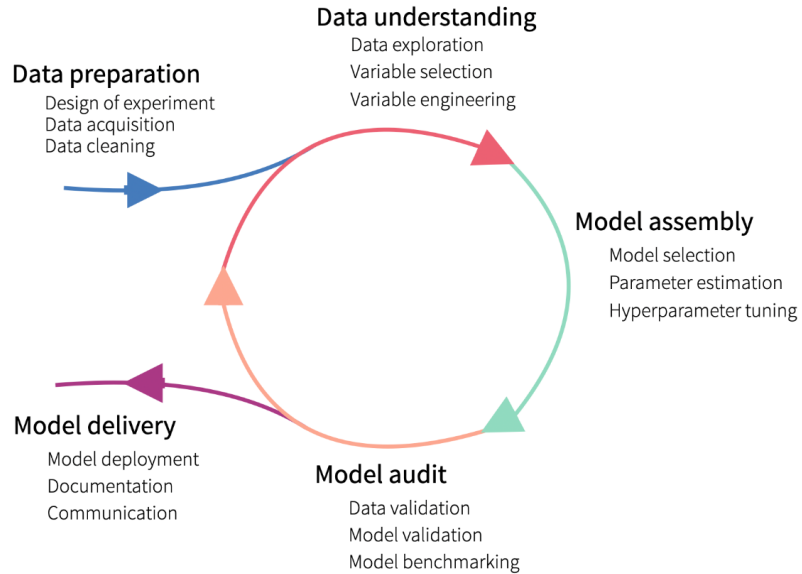 Data understanding
Data exploration
Variable selection
Variable engineering
Data preparation
Design of experiment
Data acquisition
Data cleaning
Model assembly
Model selection
Parameter estimation
Hyperparameter tuning
Model delivery
Model deployment
Documentation
Communication
Model audit
Data validation
Model validation
Model benchmarking